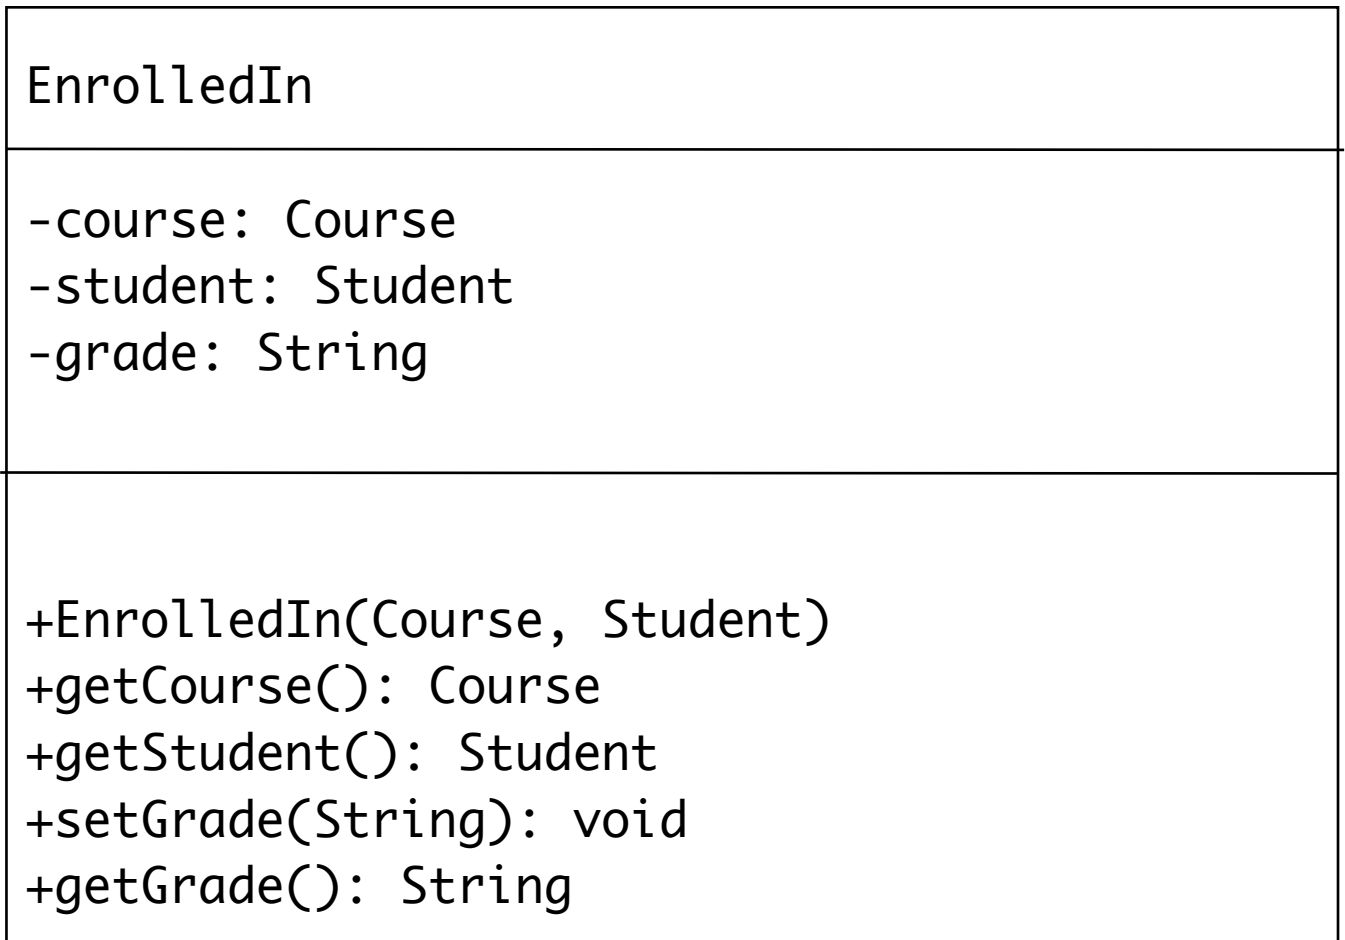 EnrolledIn
-course: Course
-student: Student
-grade: String
+EnrolledIn(Course, Student)
+getCourse(): Course
+getStudent(): Student
+setGrade(String): void
+getGrade(): String